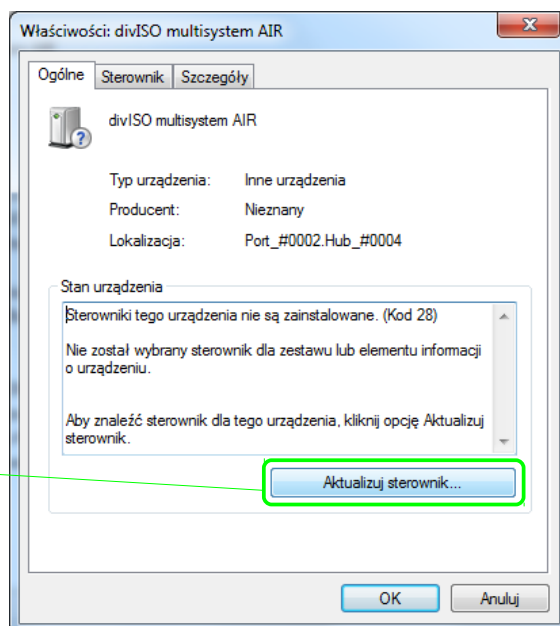 Właściwości: divISO multisystem AIR
Ogólne Sterownik Szczegóły
divISO multisystem AIR
Typ urządzenia: Inne urządzenia
Producent: Nieznany
Lokalizacja: Port_#0002.Hub_#0004
Stan urządzenia
Sterowniki tego urządzenia nie są zainstalowane. (Kod 28)
Nie został wybrany sterownik dla zestawu lub elementu informacji
o urządzeniu.
Aby znaleźć sterownik dla tego urządzenia, kliknij opcję Aktualizuj
sterownik.
Aktualizuj sterownik...
OK Anuluj